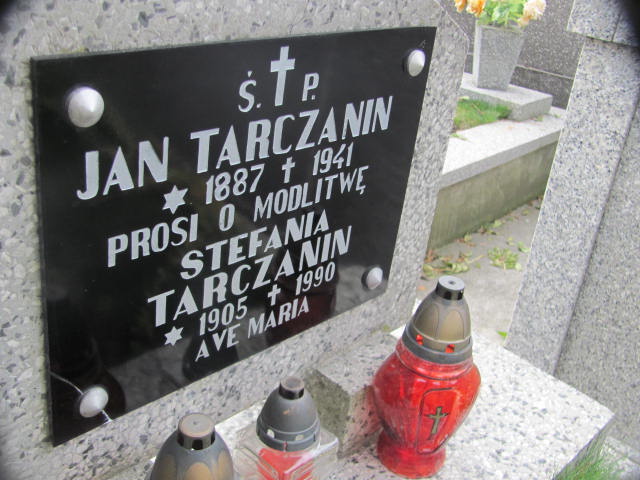 Ś. † P.
JAN TARCZANIN
* 1887 † 1941
PROSI O MODLITWĘ
STEFANIA
TARCZANIN
* 1905 † 1990
AVE MARIA